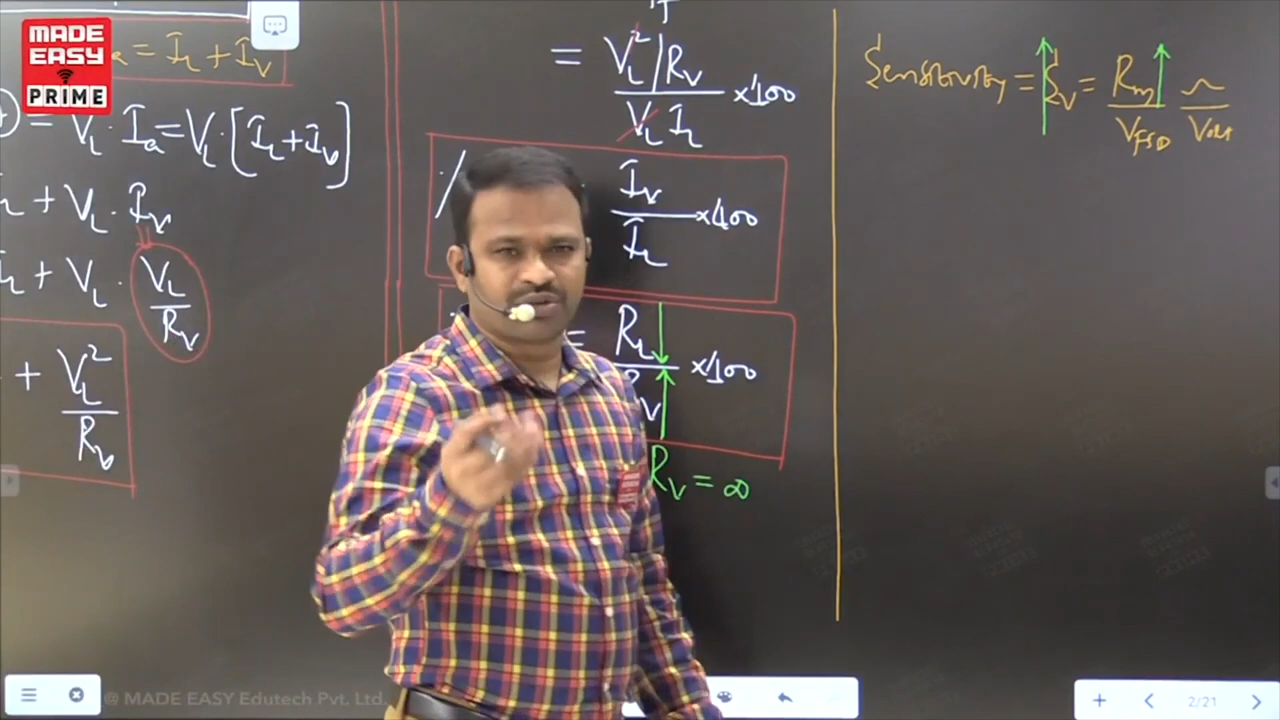 MADE
EASY
PRIME
a = I_L + I_V
= V_L · I_a = V_L · [I_L + I_V]
+ V_L · I_V
I_L + V_L · V_L / R_V
+ V_L² / R_V
= V_L² / R_V / V_L I_L × 100
I_V / I_L × 100
= R_L / R_V × 100
R_V = ∞
Sensitivity = S_V = R_m / V_FSD Ω / Volt
@ MADE EASY Edutech Pvt. Ltd.
2/21